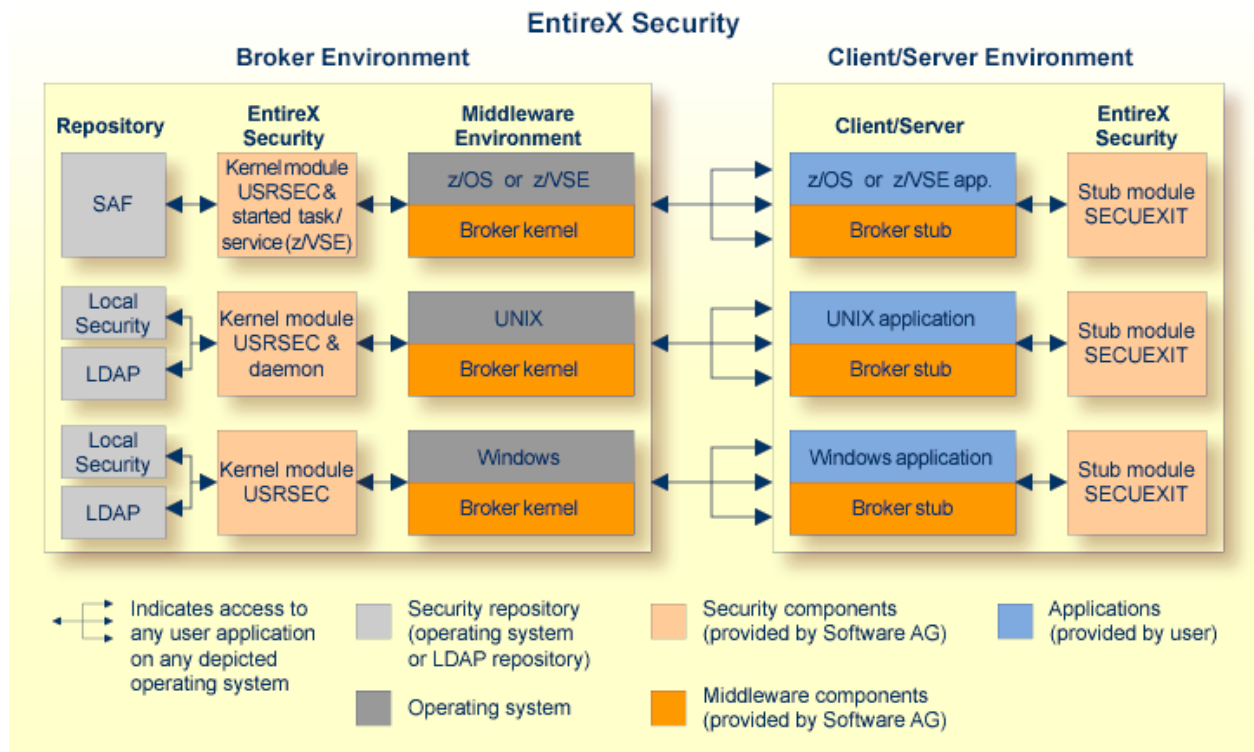 EntireX Security
Broker Environment
Client/Server Environment
Repository
EntireX
Security
Middleware
Environment
Client/Server
EntireX
Security
SAF
Kernel module
USRSEC &
started task/
service (z/VSE)
z/OS or z/VSE
Broker kernel
z/OS or z/VSE app.
Broker stub
Stub module
SECUEXIT
Local
Security
LDAP
Kernel module
USRSEC &
daemon
UNIX
Broker kernel
UNIX application
Broker stub
Stub module
SECUEXIT
Local
Security
LDAP
Kernel module
USRSEC
Windows
Broker kernel
Windows application
Broker stub
Stub module
SECUEXIT
Indicates access to
any user application
on any depicted
operating system
Security repository
(operating system
or LDAP repository)
Operating system
Security components
(provided by Software AG)
Middleware components
(provided by Software AG)
Applications
(provided by user)